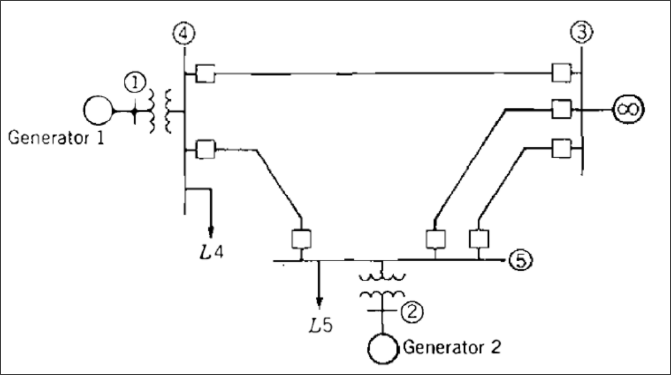 ④
③
①
∞
Generator 1
L4
⑤
L5
②
Generator 2